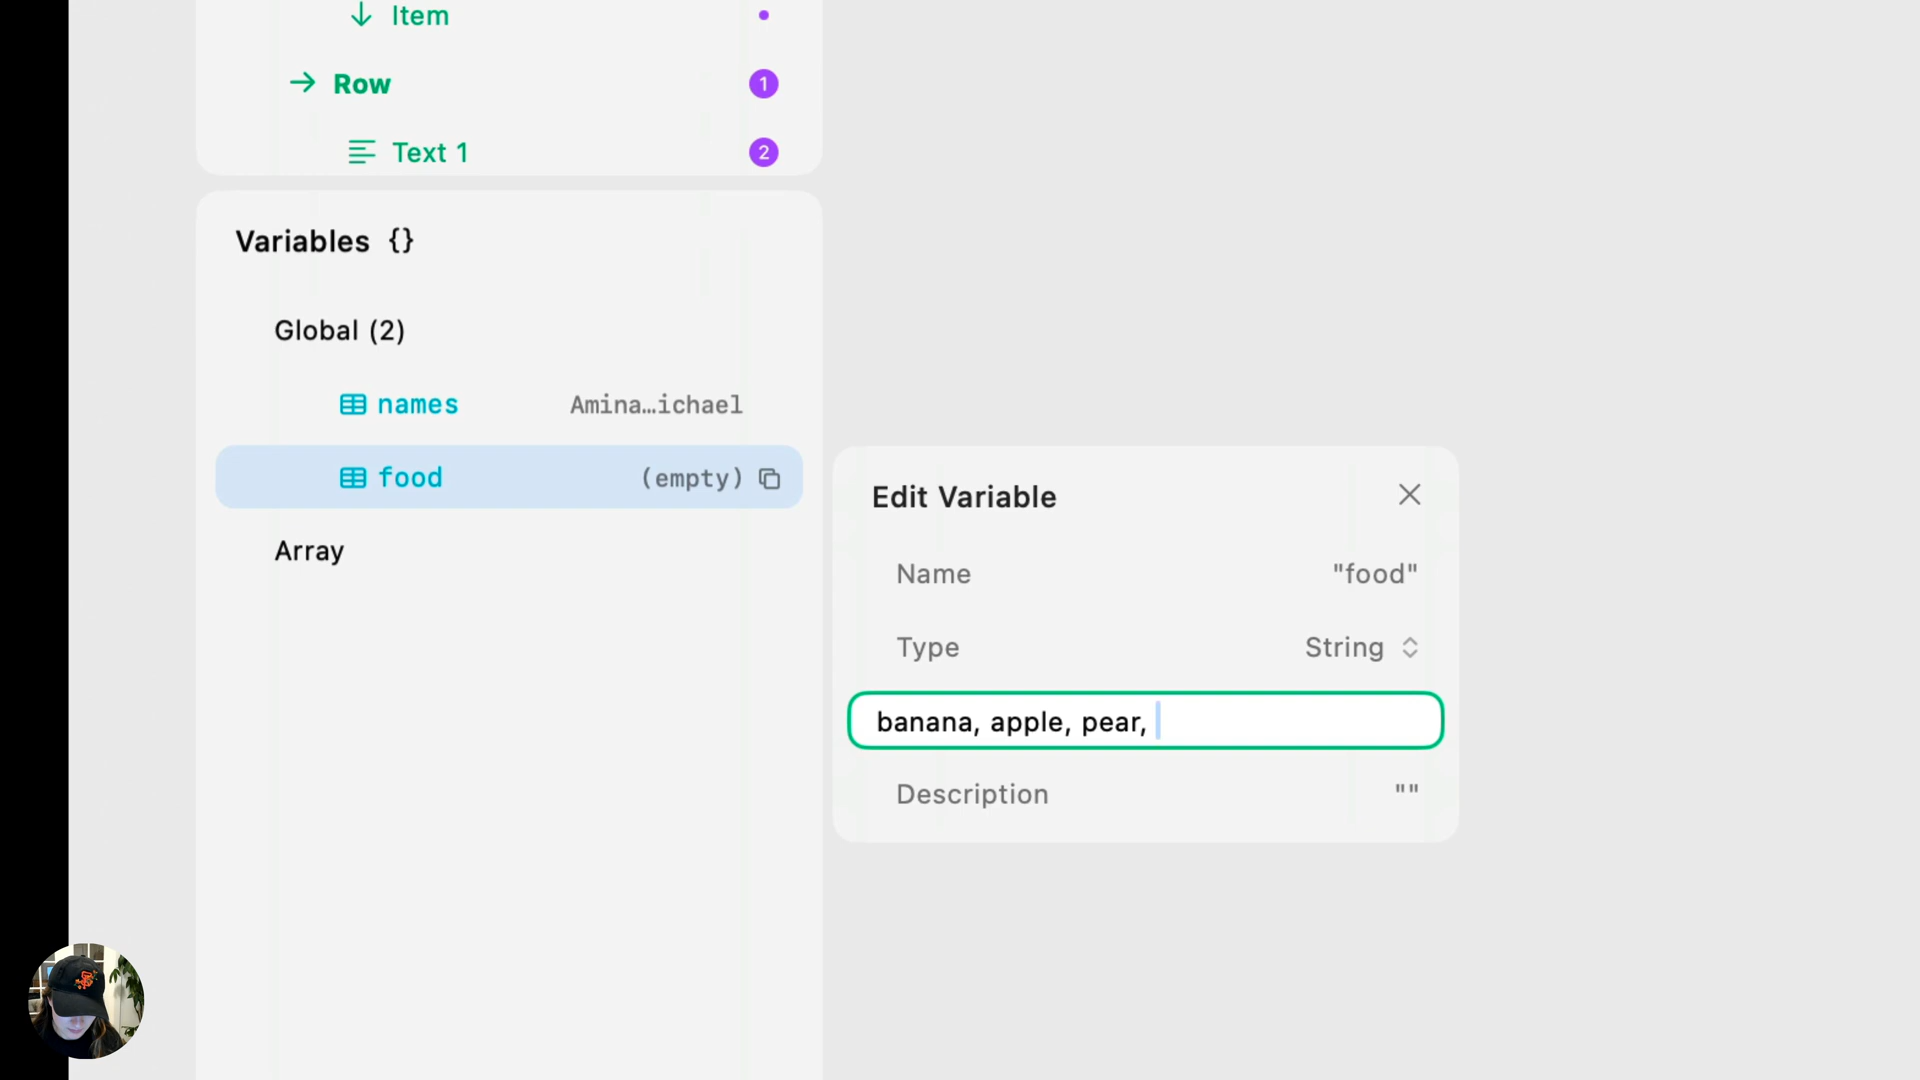 Item
Row 1
Text 1 2
Variables {}
Global (2)
names Amina…ichael
food (empty)
Array
Edit Variable
Name "food"
Type String
banana, apple, pear,
Description ""